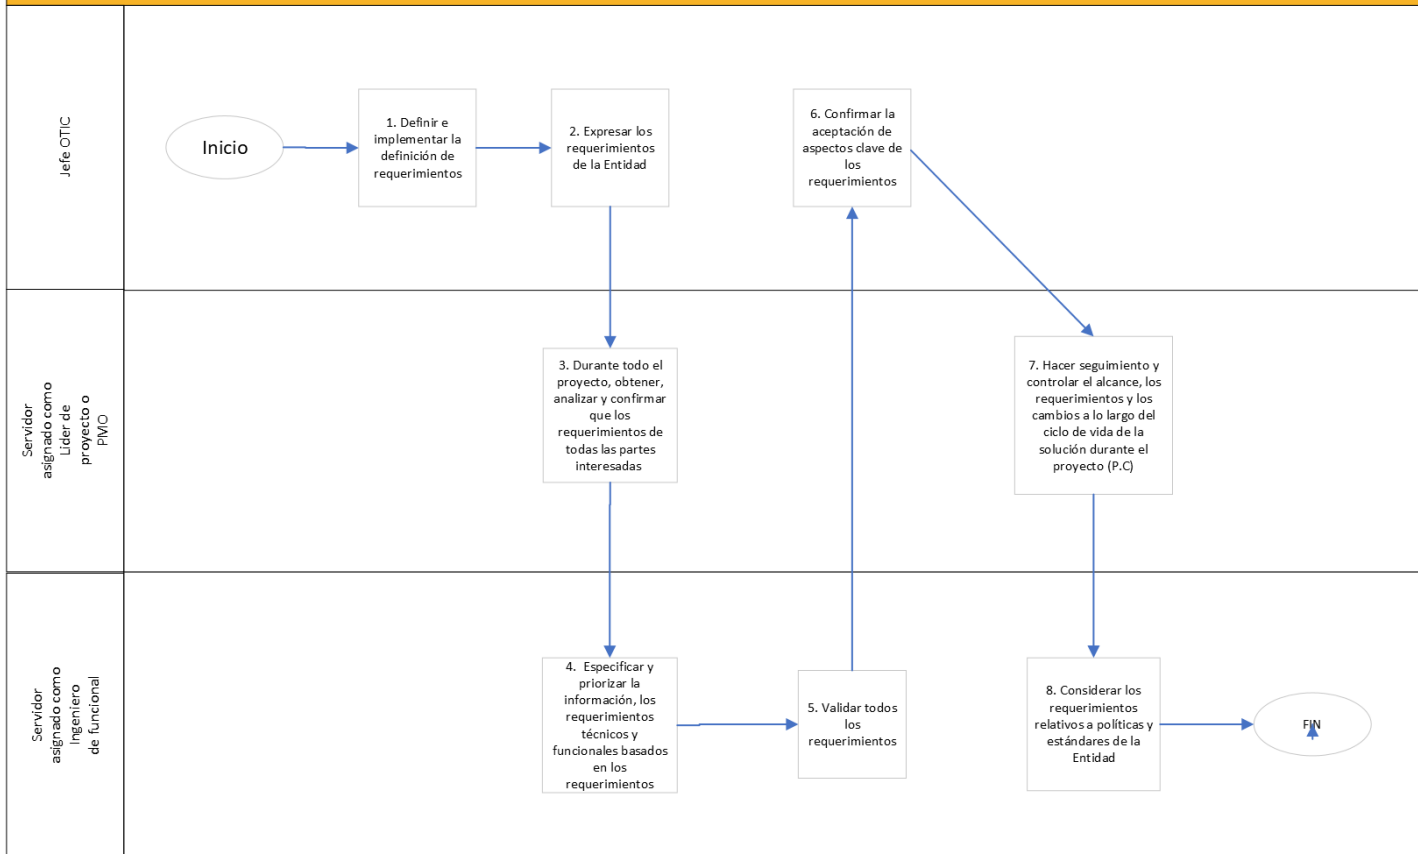 Jefe OTIC
Inicio
1. Definir e
implementar la
definición de
requerimientos
2. Expresar los
requerimientos
de la Entidad
6. Confirmar la
aceptación de
aspectos clave de
los
requerimientos
Servidor
asignado como
Lider de
proyecto o
PMO
3. Durante todo el
proyecto, obtener,
analizar y confirmar
que los
requerimientos de
todas las partes
interesadas
7. Hacer seguimiento y
controlar el alcance, los
requerimientos y los
cambios a lo largo del
ciclo de vida de la
solución durante el
proyecto (P.C)
Servidor
asignado como
Ingeniero
de funcional
4. Especificar y
priorizar la
información, los
requerimientos
técnicos y
funcionales basados
en los
requerimientos
5. Validar todos
los
requerimientos
8. Considerar los
requerimientos
relativos a políticas y
estándares de la
Entidad
FIN